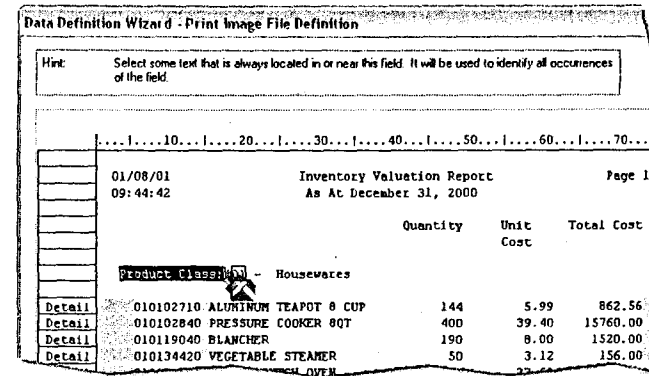 Data Definition Wizard - Print Image File Definition
Hint: Select some text that is always located in or near this field. It will be used to identify all occurrences
of the field.
|....|....10...|....20...|....30...|....40...|....50...|....60...|....70...
01/08/01 Inventory Valuation Report Page 1
09:44:42 As At December 31, 2000
Quantity Unit Total Cost
Cost
Product Class: 01 - Housewares
Detail 010102710 ALUMINUM TEAPOT 8 CUP 144 5.99 862.56
Detail 010102840 PRESSURE COOKER 8QT 400 39.40 15760.00
Detail 010119040 BLANCHER 190 8.00 1520.00
Detail 010134420 VEGETABLE STEAMER 50 3.12 156.00
OVEN